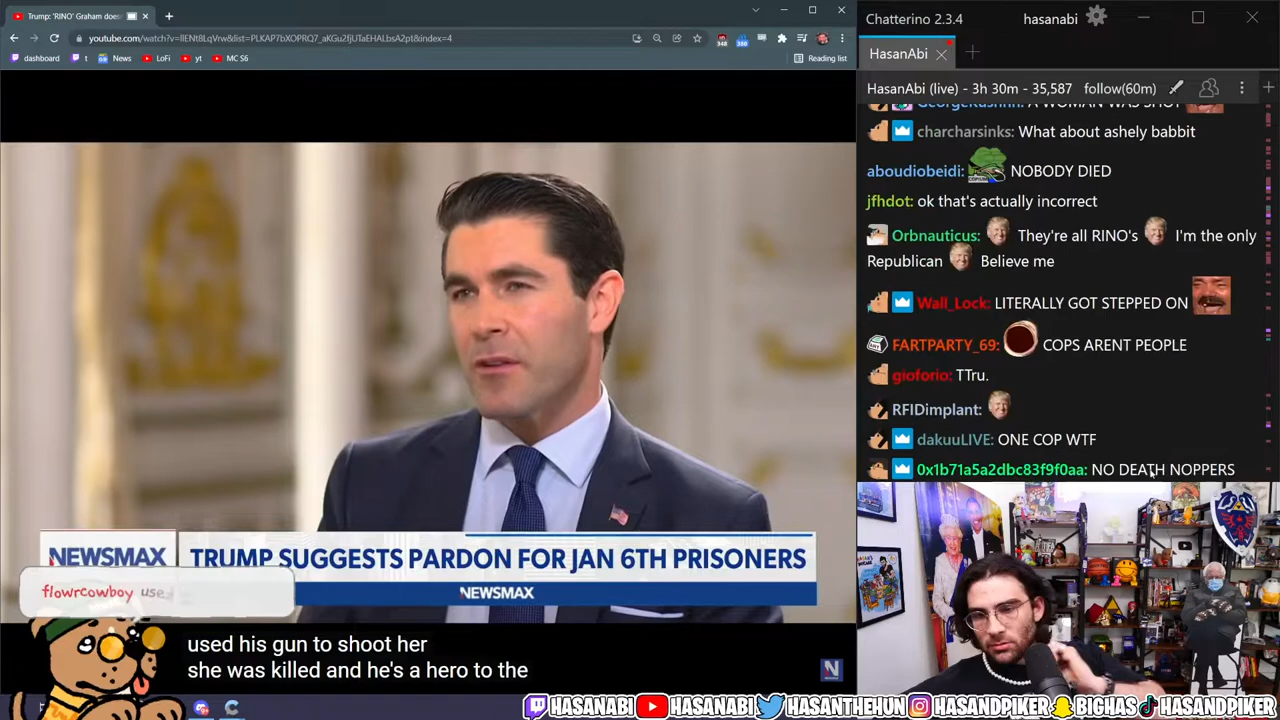 Trump: 'RINO' Graham does
youtube.com/watch?v=llENt8LqVrw&list=PLKAP7bXOPRQ7_aKGu2fjUTaEHALbsA2pt&index=4
dashboard t News LoFi yt MC S6 Reading list
NEWSMAX
TRUMP SUGGESTS PARDON FOR JAN 6TH PRISONERS
NEWSMAX
flowrcowboy use
used his gun to shoot her
she was killed and he's a hero to the
Chatterino 2.3.4
hasanabi
HasanAbi
HasanAbi (live) - 3h 30m - 35,587 follow(60m)
charcharsinks: What about ashely babbit
aboudiobeidi: NOBODY DIED
jfhdot: ok that's actually incorrect
Orbnauticus: They're all RINO's I'm the only
Republican Believe me
Wall_Lock: LITERALLY GOT STEPPED ON
FARTPARTY_69: COPS ARENT PEOPLE
gioforio: TTru.
RFIDimplant:
dakuuLIVE: ONE COP WTF
0x1b71a5a2dbc83f9f0aa: NO DEATH NOPPERS
HASANABI HASANABI HASANTHEHUN HASANDPIKER BIGHAS HASANDPIKER